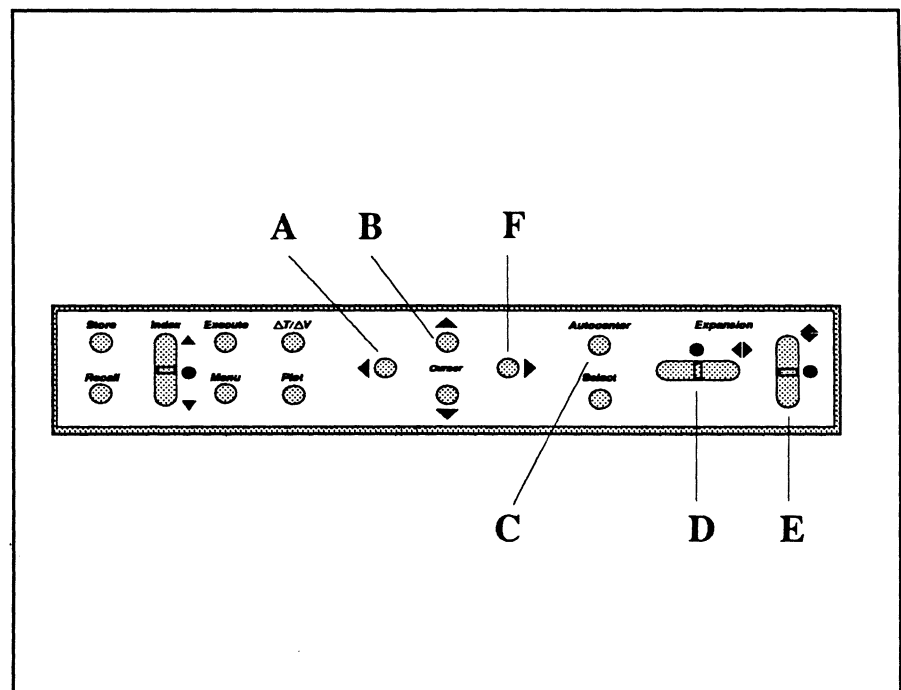 A B F
Store Index Execute ΔT/ΔV Autocenter Expansion
Cursor
Recall Menu Plot Select
C D E